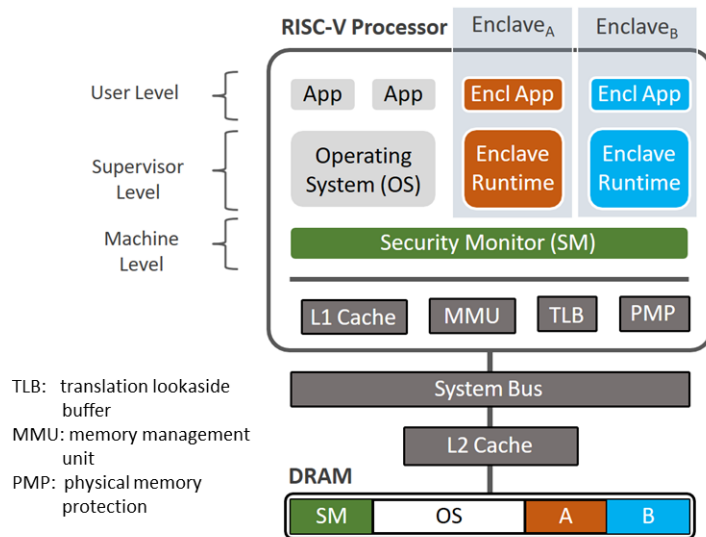 RISC-V Processor
Enclave_A
Enclave_B
User Level
App
App
Encl App
Encl App
Supervisor
Level
Operating
System (OS)
Enclave
Runtime
Enclave
Runtime
Machine
Level
Security Monitor (SM)
L1 Cache
MMU
TLB
PMP
System Bus
L2 Cache
TLB: translation lookaside
buffer
MMU: memory management
unit
PMP: physical memory
protection
DRAM
SM
OS
A
B